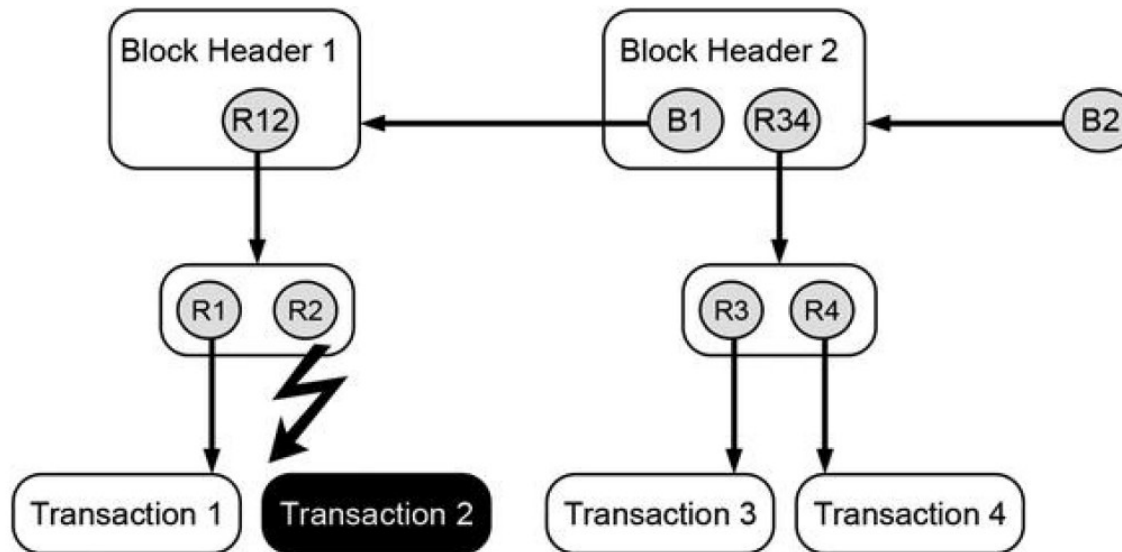 Block Header 1
Block Header 2
R12
B1
R34
B2
R1
R2
R3
R4
Transaction 1
Transaction 2
Transaction 3
Transaction 4